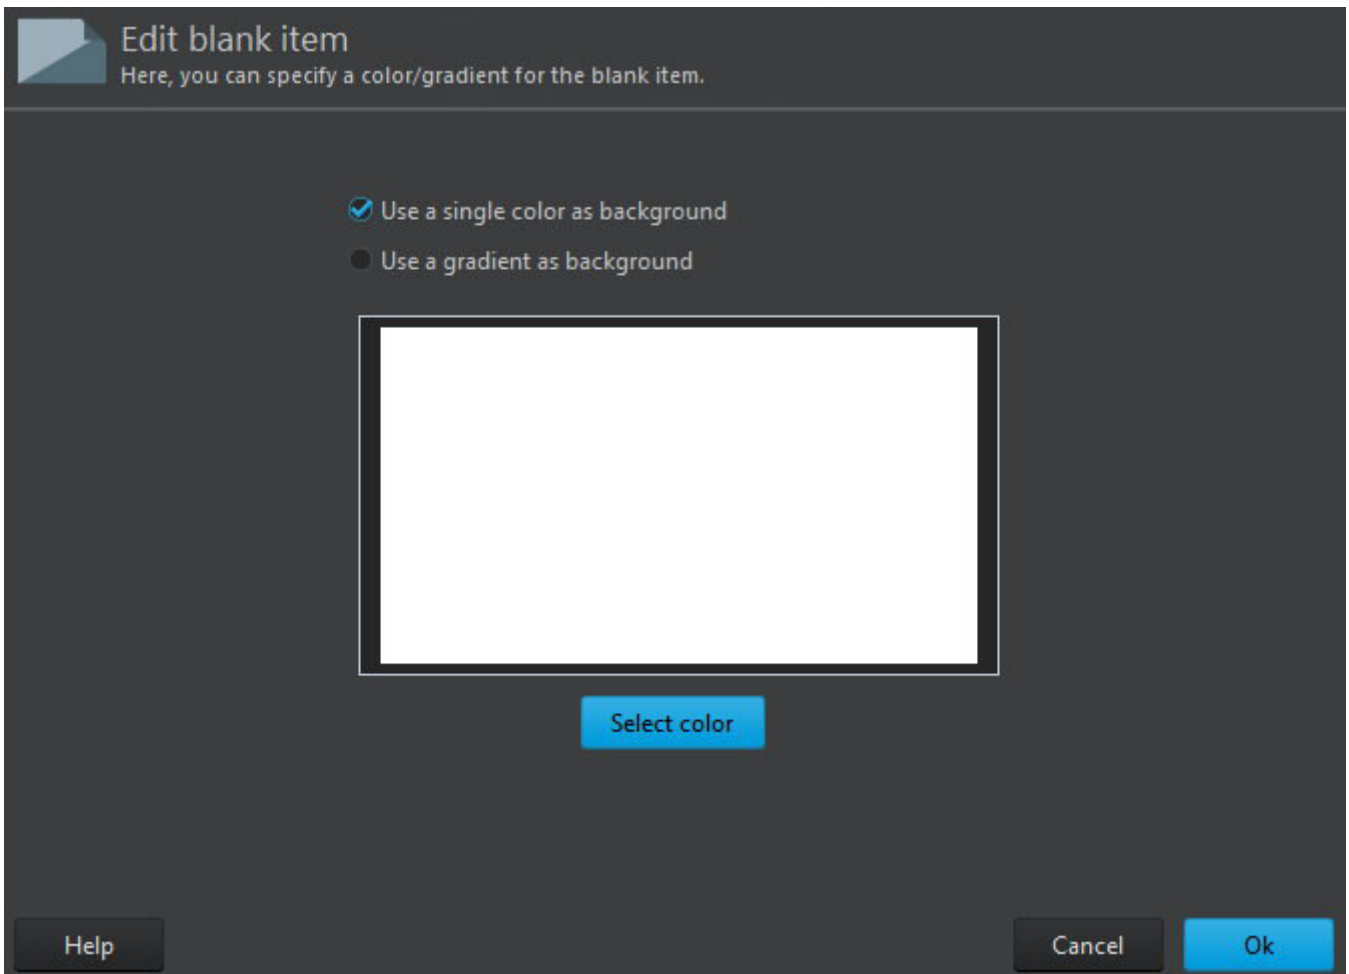 Edit blank item
Here, you can specify a color/gradient for the blank item.
Use a single color as background
Use a gradient as background
Select color
Help
Cancel
Ok